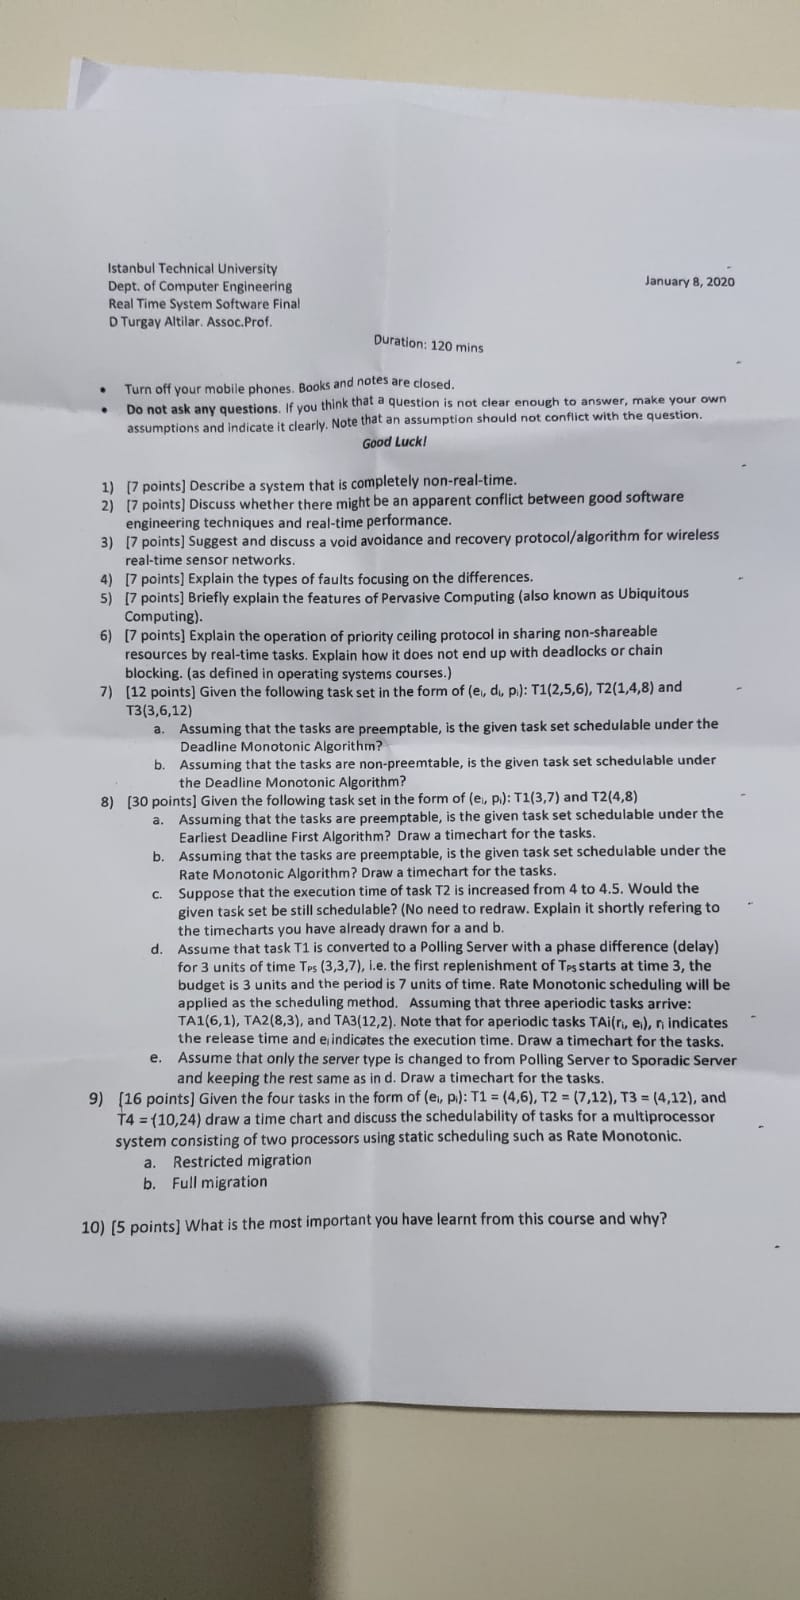 Istanbul Technical University
Dept. of Computer Engineering
January 8, 2020
Real Time System Software Final
D Turgay Altilar. Assoc.Prof.
Duration: 120 mins
• Turn off your mobile phones. Books and notes are closed.
• Do not ask any questions. If you think that a question is not clear enough to answer, make your own
assumptions and indicate it clearly. Note that an assumption should not conflict with the question.
Good Luck!
1) [7 points] Describe a system that is completely non-real-time.
2) [7 points] Discuss whether there might be an apparent conflict between good software
engineering techniques and real-time performance.
3) [7 points] Suggest and discuss a void avoidance and recovery protocol/algorithm for wireless
real-time sensor networks.
4) [7 points] Explain the types of faults focusing on the differences.
5) [7 points] Briefly explain the features of Pervasive Computing (also known as Ubiquitous
Computing).
6) [7 points] Explain the operation of priority ceiling protocol in sharing non-shareable
resources by real-time tasks. Explain how it does not end up with deadlocks or chain
blocking. (as defined in operating systems courses.)
7) [12 points] Given the following task set in the form of (eᵢ, dᵢ, pᵢ): T1(2,5,6), T2(1,4,8) and
T3(3,6,12)
a. Assuming that the tasks are preemptable, is the given task set schedulable under the
Deadline Monotonic Algorithm?
b. Assuming that the tasks are non-preemtable, is the given task set schedulable under
the Deadline Monotonic Algorithm?
8) [30 points] Given the following task set in the form of (eᵢ, pᵢ): T1(3,7) and T2(4,8)
a. Assuming that the tasks are preemptable, is the given task set schedulable under the
Earliest Deadline First Algorithm? Draw a timechart for the tasks.
b. Assuming that the tasks are preemptable, is the given task set schedulable under the
Rate Monotonic Algorithm? Draw a timechart for the tasks.
c. Suppose that the execution time of task T2 is increased from 4 to 4.5. Would the
given task set be still schedulable? (No need to redraw. Explain it shortly refering to
the timecharts you have already drawn for a and b.
d. Assume that task T1 is converted to a Polling Server with a phase difference (delay)
for 3 units of time TPS (3,3,7), i.e. the first replenishment of TPS starts at time 3, the
budget is 3 units and the period is 7 units of time. Rate Monotonic scheduling will be
applied as the scheduling method. Assuming that three aperiodic tasks arrive:
TA1(6,1), TA2(8,3), and TA3(12,2). Note that for aperiodic tasks TAi(rᵢ, eᵢ), rᵢ indicates
the release time and eᵢ indicates the execution time. Draw a timechart for the tasks.
e. Assume that only the server type is changed to from Polling Server to Sporadic Server
and keeping the rest same as in d. Draw a timechart for the tasks.
9) [16 points] Given the four tasks in the form of (eᵢ, pᵢ): T1 = (4,6), T2 = (7,12), T3 = (4,12), and
T4 = (10,24) draw a time chart and discuss the schedulability of tasks for a multiprocessor
system consisting of two processors using static scheduling such as Rate Monotonic.
a. Restricted migration
b. Full migration
10) [5 points] What is the most important you have learnt from this course and why?